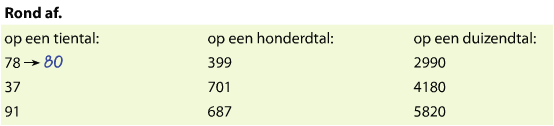 Rond af.
op een tiental: op een honderdtal: op een duizendtal:
78 → 80 399 2990
37 701 4180
91 687 5820